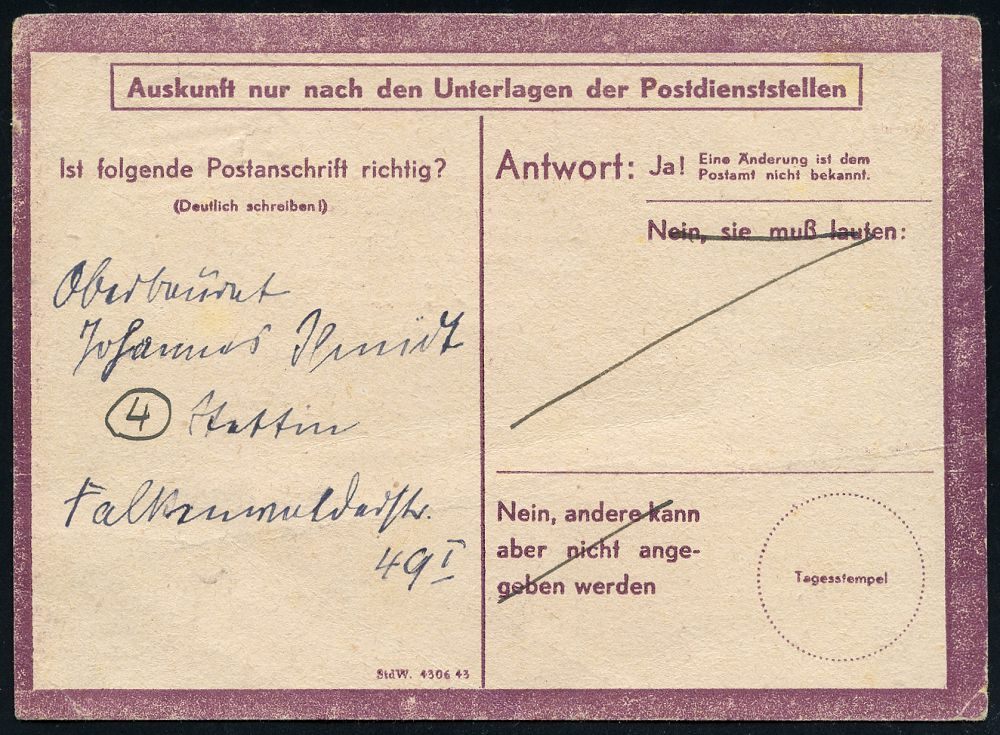 Auskunft nur nach den Unterlagen der Postdienststellen
Ist folgende Postanschrift richtig?
(Deutlich schreiben!)
Oberbaurat
Johannes Schmidt
4 Stettin
Falkenwalderstr.
49 I
StdW. 4306 43
Antwort: Ja! Eine Änderung ist dem
Postamt nicht bekannt.
Nein, sie muß lauten:
Nein, andere kann
aber nicht ange-
geben werden
Tagesstempel